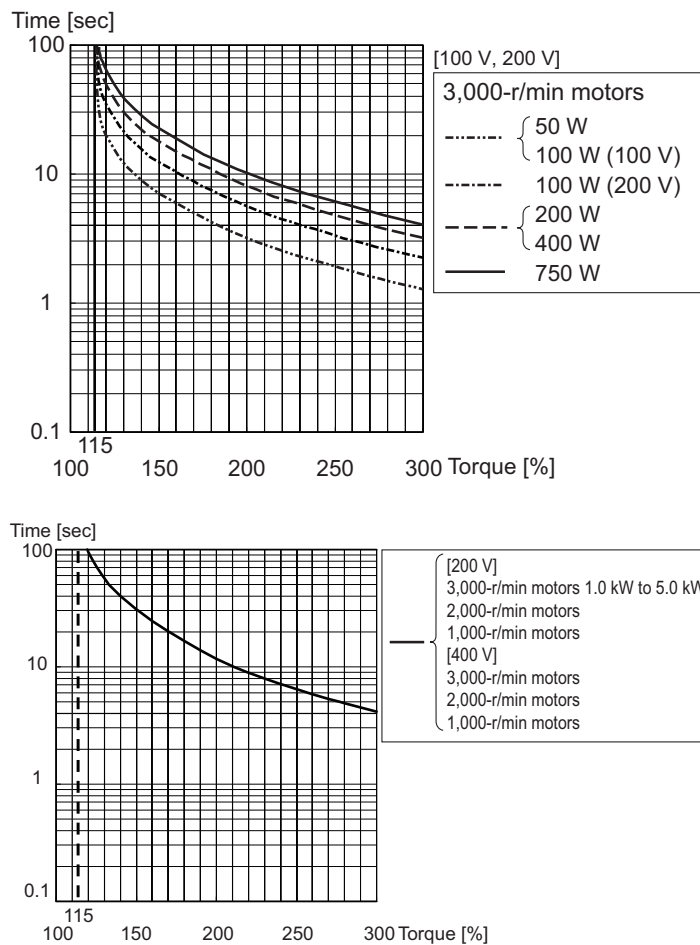 Time [sec]
100
10
1
0.1
115
100 150 200 250 300 Torque [%]
[100 V, 200 V]
3,000-r/min motors
50 W
100 W (100 V)
100 W (200 V)
200 W
400 W
750 W
Time [sec]
100
10
1
0.1
115
100 150 200 250 300 Torque [%]
[200 V]
3,000-r/min motors 1.0 kW to 5.0 kW
2,000-r/min motors
1,000-r/min motors
[400 V]
3,000-r/min motors
2,000-r/min motors
1,000-r/min motors